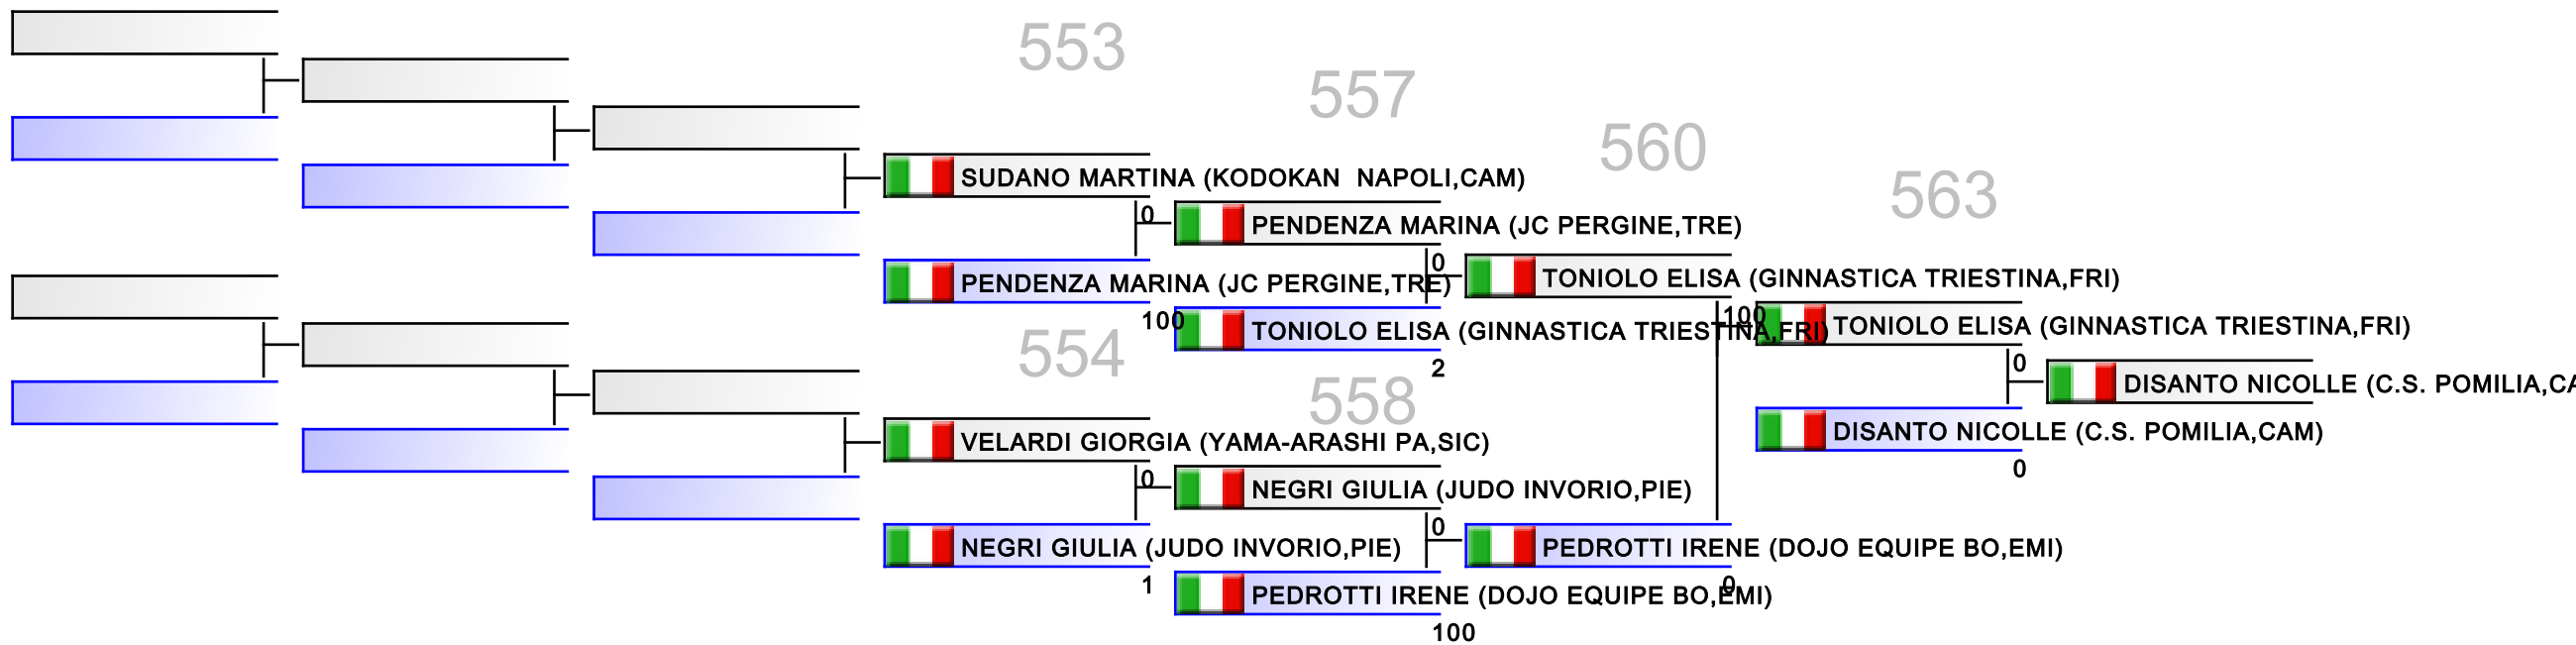 553
557
560
563
SUDANO MARTINA (KODOKAN  NAPOLI,CAM)
0
PENDENZA MARINA (JC PERGINE,TRE)
PENDENZA MARINA (JC PERGINE,TRE)
100
0
TONIOLO ELISA (GINNASTICA TRIESTINA,FRI)
TONIOLO ELISA (GINNASTICA TRIESTINA,FRI)
2
100
TONIOLO ELISA (GINNASTICA TRIESTINA,FRI)
0
DISANTO NICOLLE (C.S. POMILIA,CA
DISANTO NICOLLE (C.S. POMILIA,CAM)
0
554
558
VELARDI GIORGIA (YAMA-ARASHI PA,SIC)
0
NEGRI GIULIA (JUDO INVORIO,PIE)
NEGRI GIULIA (JUDO INVORIO,PIE)
1
0
PEDROTTI IRENE (DOJO EQUIPE BO,EMI)
0
PEDROTTI IRENE (DOJO EQUIPE BO,EMI)
100